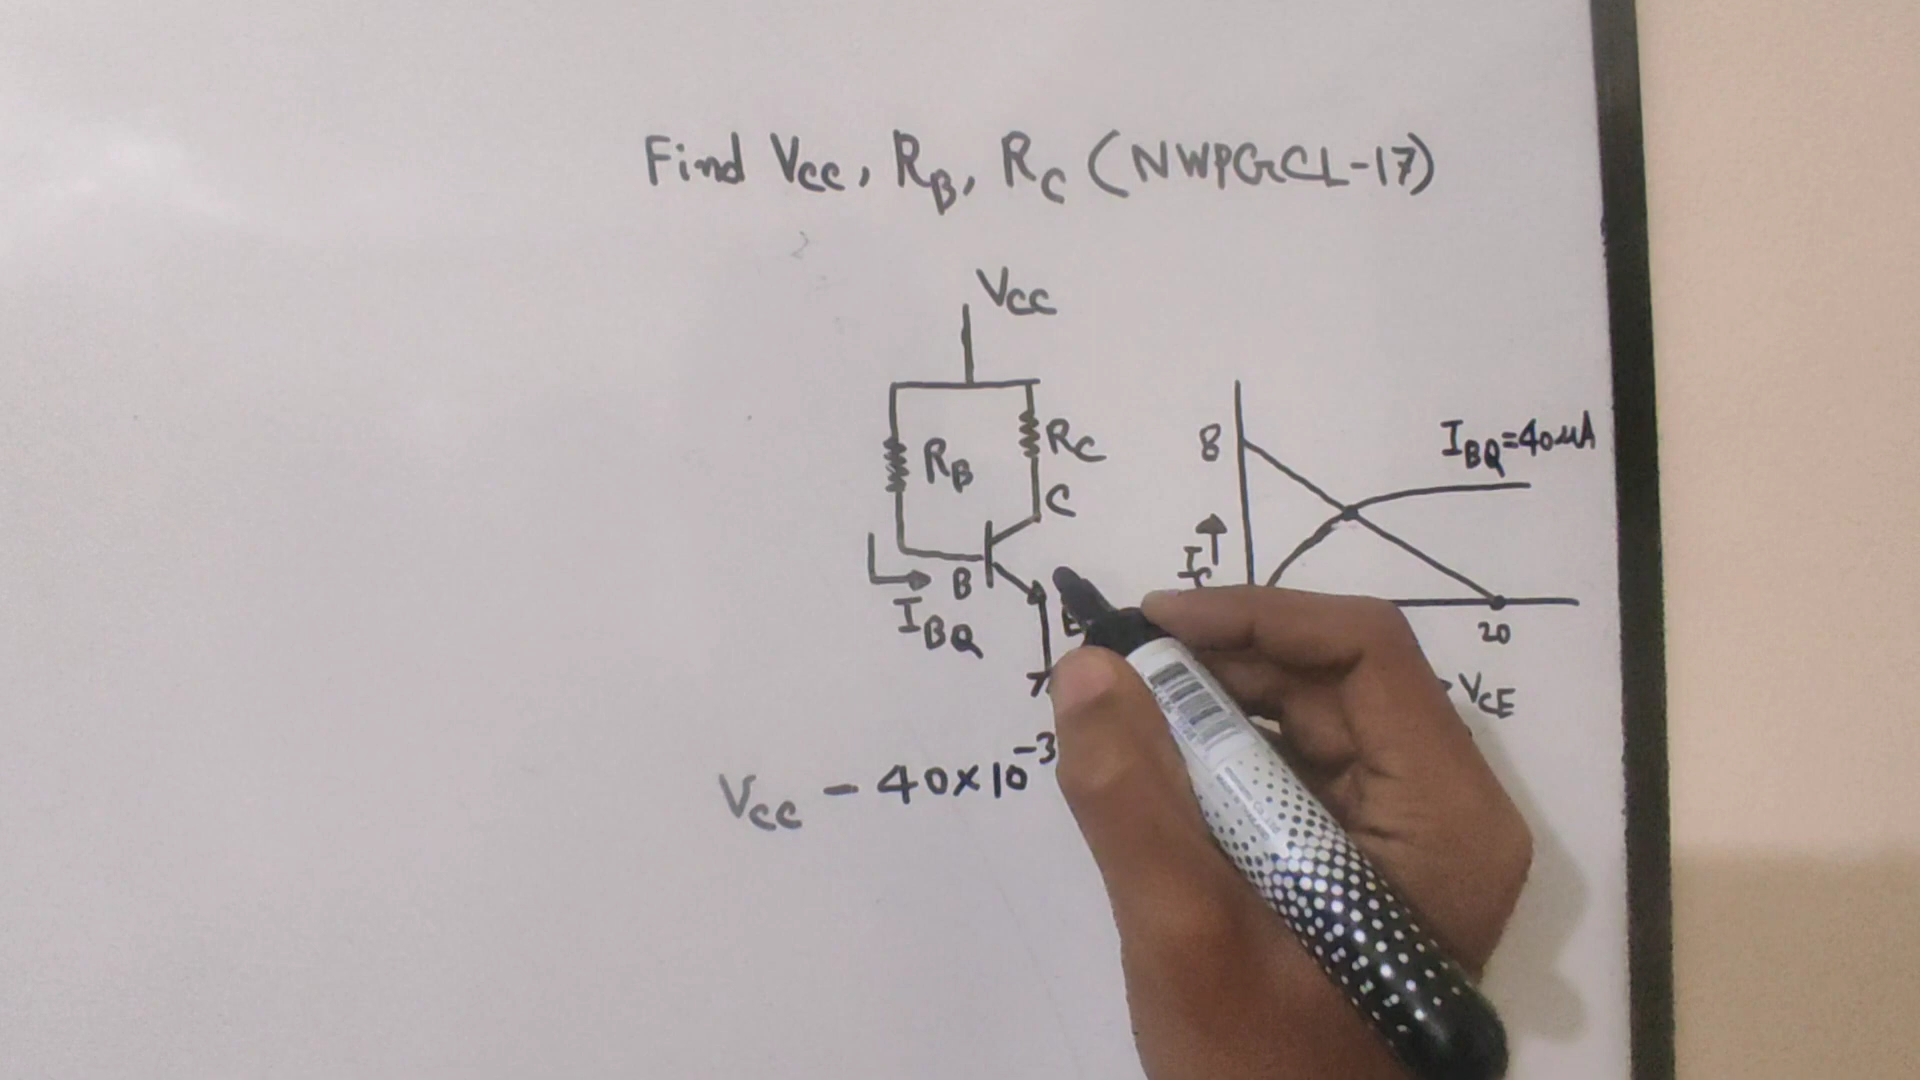 Find Vcc, RB, RC (NWPGCL-17)
VCC
RB
RC
C
B
E
IBQ
8
IC
IBQ=40µA
20
VCE
VCC - 40×10⁻³